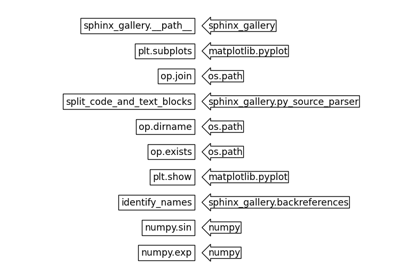 sphinx_gallery.__path__ sphinx_gallery
plt.subplots matplotlib.pyplot
op.join os.path
split_code_and_text_blocks sphinx_gallery.py_source_parser
op.dirname os.path
op.exists os.path
plt.show matplotlib.pyplot
identify_names sphinx_gallery.backreferences
numpy.sin numpy
numpy.exp numpy